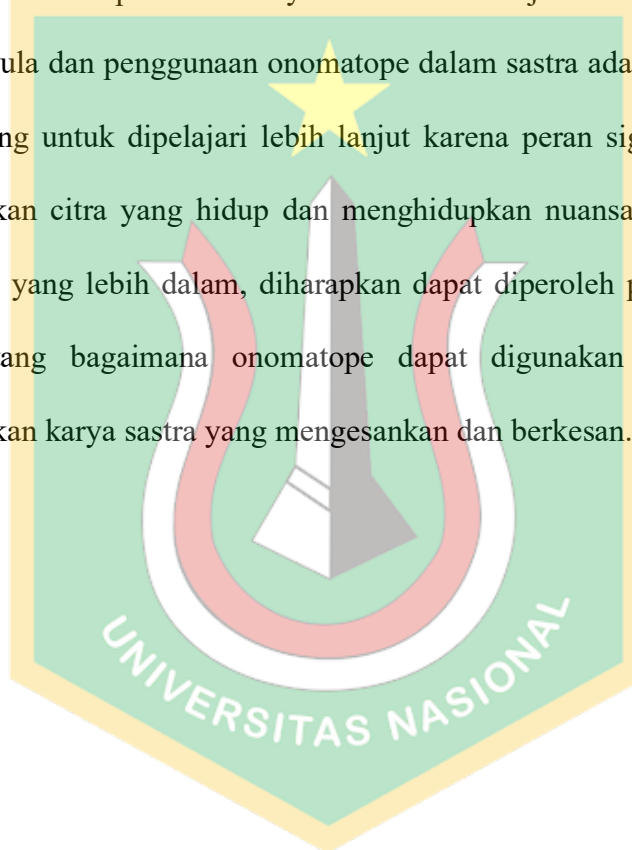 ula dan penggunaan onomatope dalam sastra ada
ng untuk dipelajari lebih lanjut karena peran sig
kan citra yang hidup dan menghidupkan nuansa
yang lebih dalam, diharapkan dapat diperoleh p
ang bagaimana onomatope dapat digunakan
kan karya sastra yang mengesankan dan berkesan.
UNIVERSITAS NASIONAL